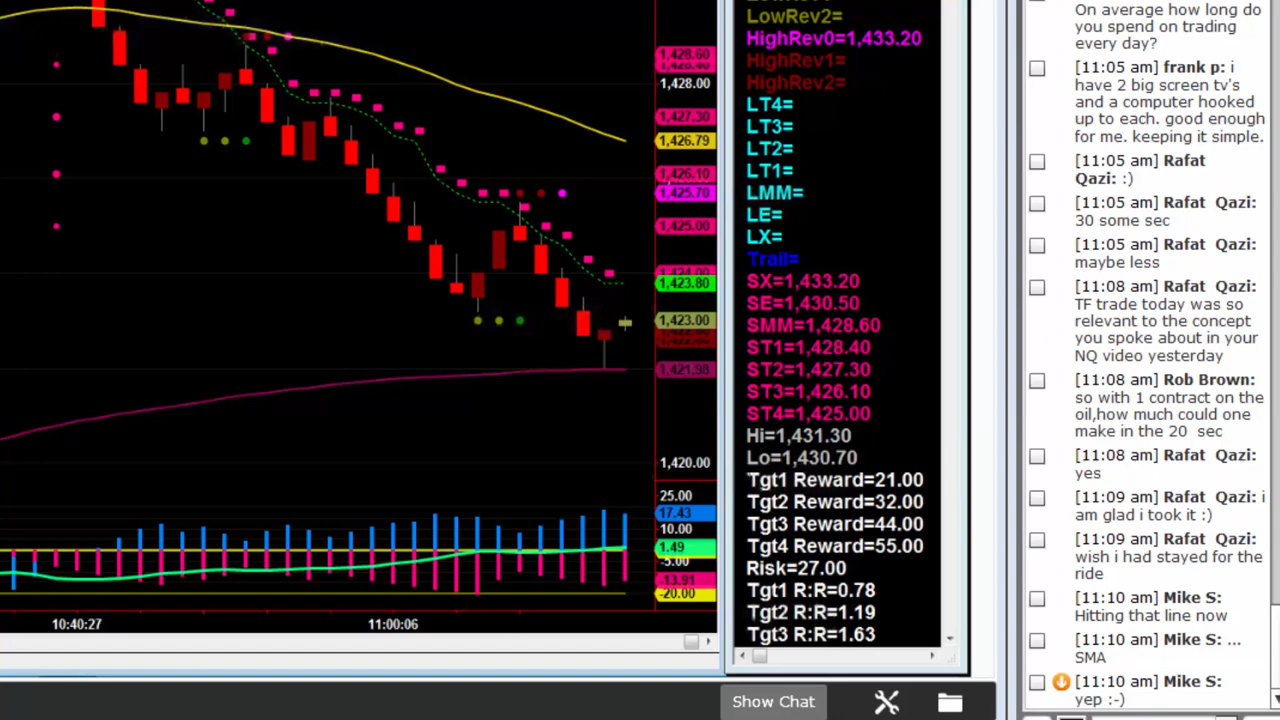 1,428.60
1,428.40
1,428.00
1,427.30
1,426.79
1,426.10
1,425.70
1,425.00
1,424.00
1,423.80
1,423.00
1,421.98
1,420.00
25.00
17.43
10.00
1.49
-5.00
-13.91
-20.00
10:40:27
11:00:06
LowRev2=
HighRev0=1,433.20
HighRev1=
HighRev2=
LT4=
LT3=
LT2=
LT1=
LMM=
LE=
LX=
Trail=
SX=1,433.20
SE=1,430.50
SMM=1,428.60
ST1=1,428.40
ST2=1,427.30
ST3=1,426.10
ST4=1,425.00
Hi=1,431.30
Lo=1,430.70
Tgt1 Reward=21.00
Tgt2 Reward=32.00
Tgt3 Reward=44.00
Tgt4 Reward=55.00
Risk=27.00
Tgt1 R:R=0.78
Tgt2 R:R=1.19
Tgt3 R:R=1.63
Show Chat
On average how long do
you spend on trading
every day?
[11:05 am] frank p: i
have 2 big screen tv's
and a computer hooked
up to each. good enough
for me. keeping it simple.
[11:05 am] Rafat
Qazi: :)
[11:05 am] Rafat Qazi:
30 some sec
[11:05 am] Rafat Qazi:
maybe less
[11:08 am] Rafat Qazi:
TF trade today was so
relevant to the concept
you spoke about in your
NQ video yesterday
[11:08 am] Rob Brown:
so with 1 contract on the
oil,how much could one
make in the 20 sec
[11:08 am] Rafat Qazi:
yes
[11:09 am] Rafat Qazi: i
am glad i took it :)
[11:09 am] Rafat Qazi:
wish i had stayed for the
ride
[11:10 am] Mike S:
Hitting that line now
[11:10 am] Mike S: ...
SMA
[11:10 am] Mike S:
yep :-)